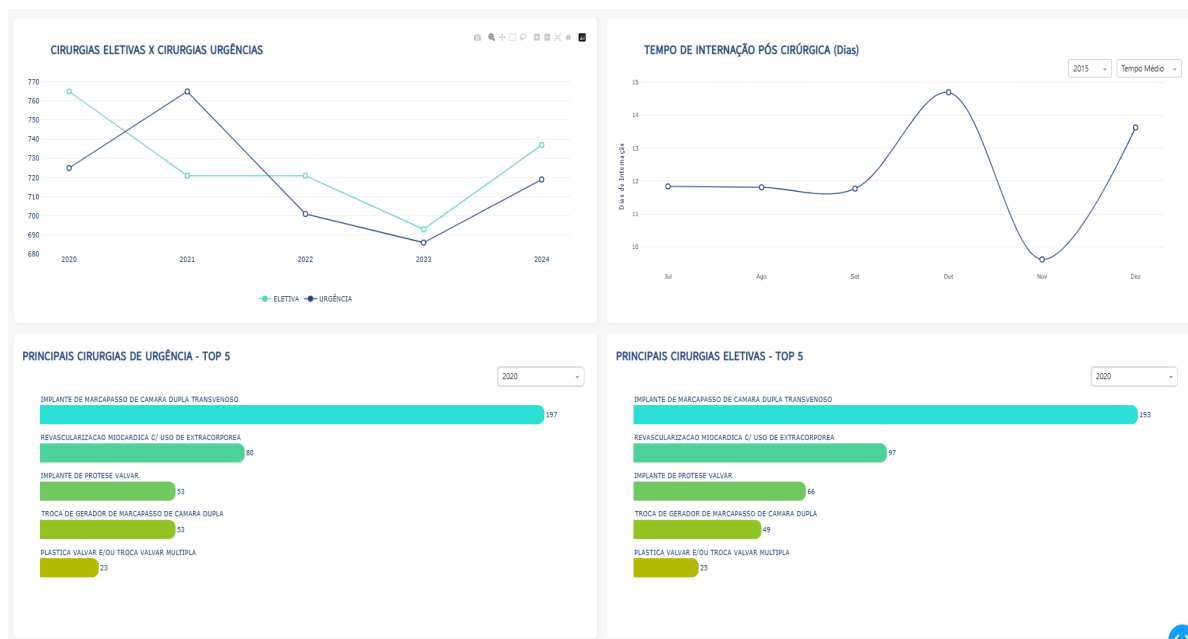 CIRURGIAS ELETIVAS X CIRURGIAS URGÊNCIAS
770
760
750
740
730
720
710
700
690
680
2020
2021
2022
2023
2024
ELETIVA
URGÊNCIA
TEMPO DE INTERNAÇÃO PÓS CIRÚRGICA (Dias)
2015
Tempo Médio
Dias de Internação
15
14
13
12
11
10
Jul
Ago
Set
Out
Nov
Dez
PRINCIPAIS CIRURGIAS DE URGÊNCIA - TOP 5
2020
IMPLANTE DE MARCAPASSO DE CAMARA DUPLA TRANSVENOSO
197
REVASCULARIZACAO MIOCARDICA C/ USO DE EXTRACORPOREA
80
IMPLANTE DE PROTESE VALVAR
53
TROCA DE GERADOR DE MARCAPASSO DE CAMARA DUPLA
53
PLASTICA VALVAR E/OU TROCA VALVAR MULTIPLA
23
PRINCIPAIS CIRURGIAS ELETIVAS - TOP 5
2020
IMPLANTE DE MARCAPASSO DE CAMARA DUPLA TRANSVENOSO
193
REVASCULARIZACAO MIOCARDICA C/ USO DE EXTRACORPOREA
97
IMPLANTE DE PROTESE VALVAR
66
TROCA DE GERADOR DE MARCAPASSO DE CAMARA DUPLA
49
PLASTICA VALVAR E/OU TROCA VALVAR MULTIPLA
25